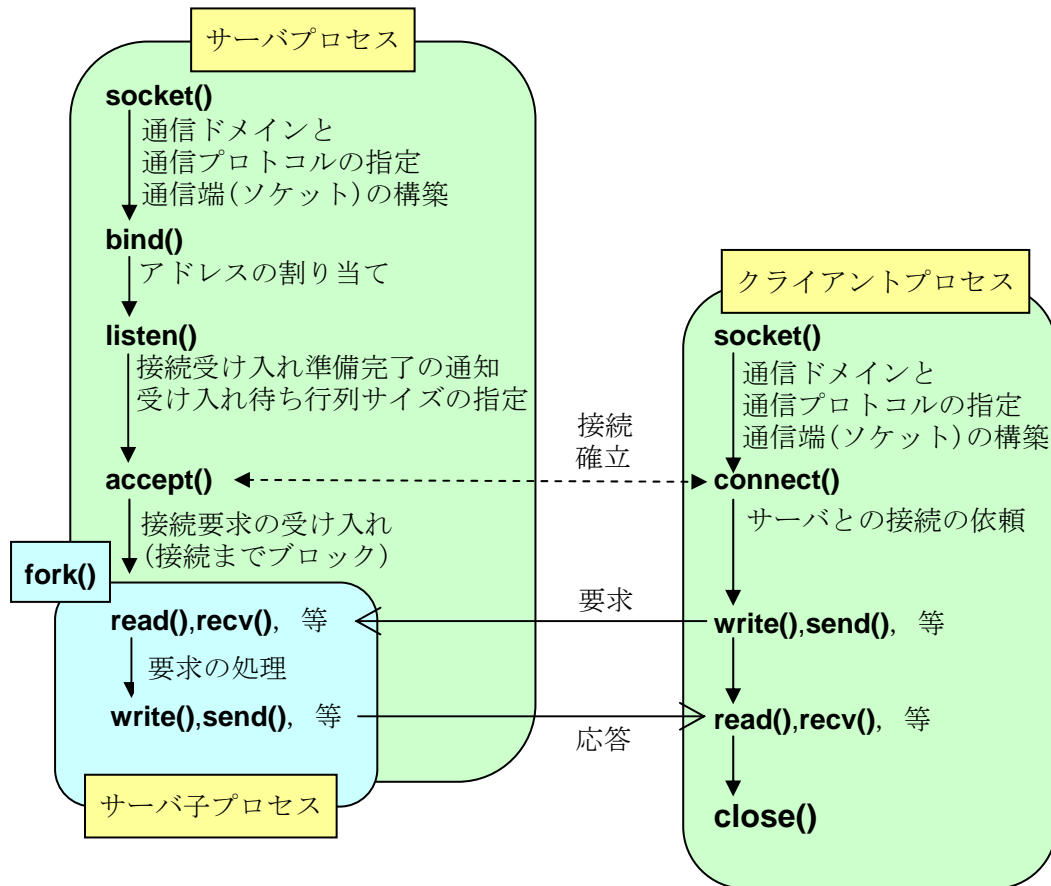 サーバプロセス
socket()
通信ドメインと
通信プロトコルの指定
通信端(ソケット)の構築
bind()
アドレスの割り当て
listen()
接続受け入れ準備完了の通知
受け入れ待ち行列サイズの指定
accept()
接続要求の受け入れ
(接続までブロック)
fork()
read(),recv(), 等
要求の処理
write(),send(), 等
サーバ子プロセス
接続
確立
要求
応答
クライアントプロセス
socket()
通信ドメインと
通信プロトコルの指定
通信端(ソケット)の構築
connect()
サーバとの接続の依頼
write(),send(), 等
read(),recv(), 等
close()